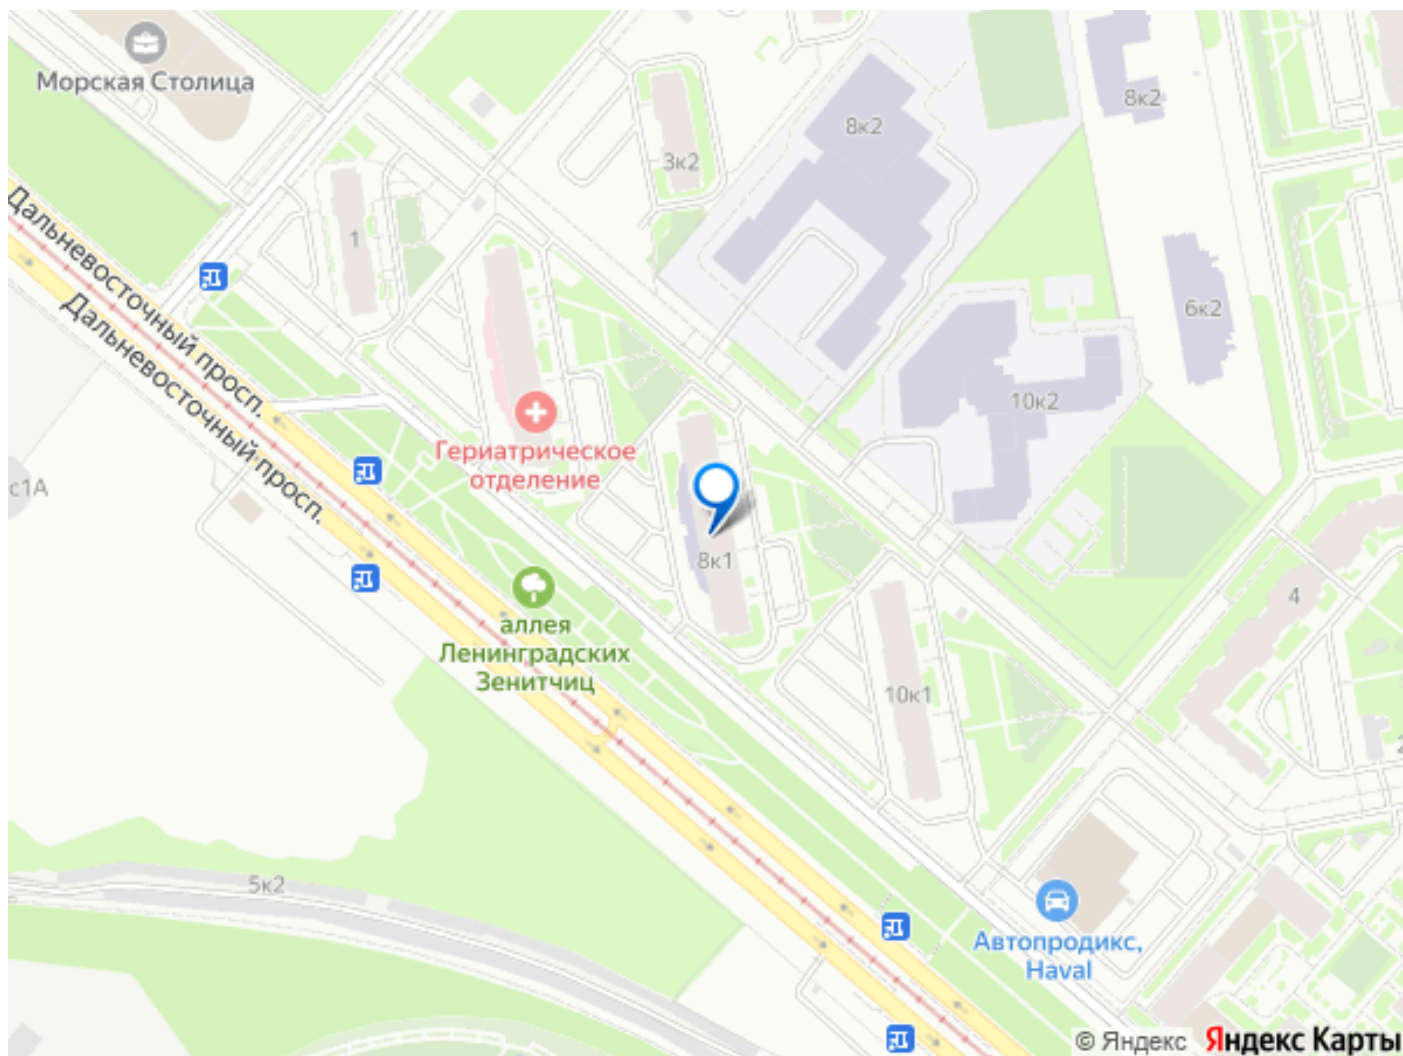 Морская Столица
8к2
8к2
3к2
1
6к2
Дальневосточный просп.
Дальневосточный просп.
10к2
Гериатрическое
отделение
с1А
8к1
аллея
Ленинградских
Зенитчиц
4
10к1
5к2
Автопродикс,
Haval
© Яндекс Яндекс Карты